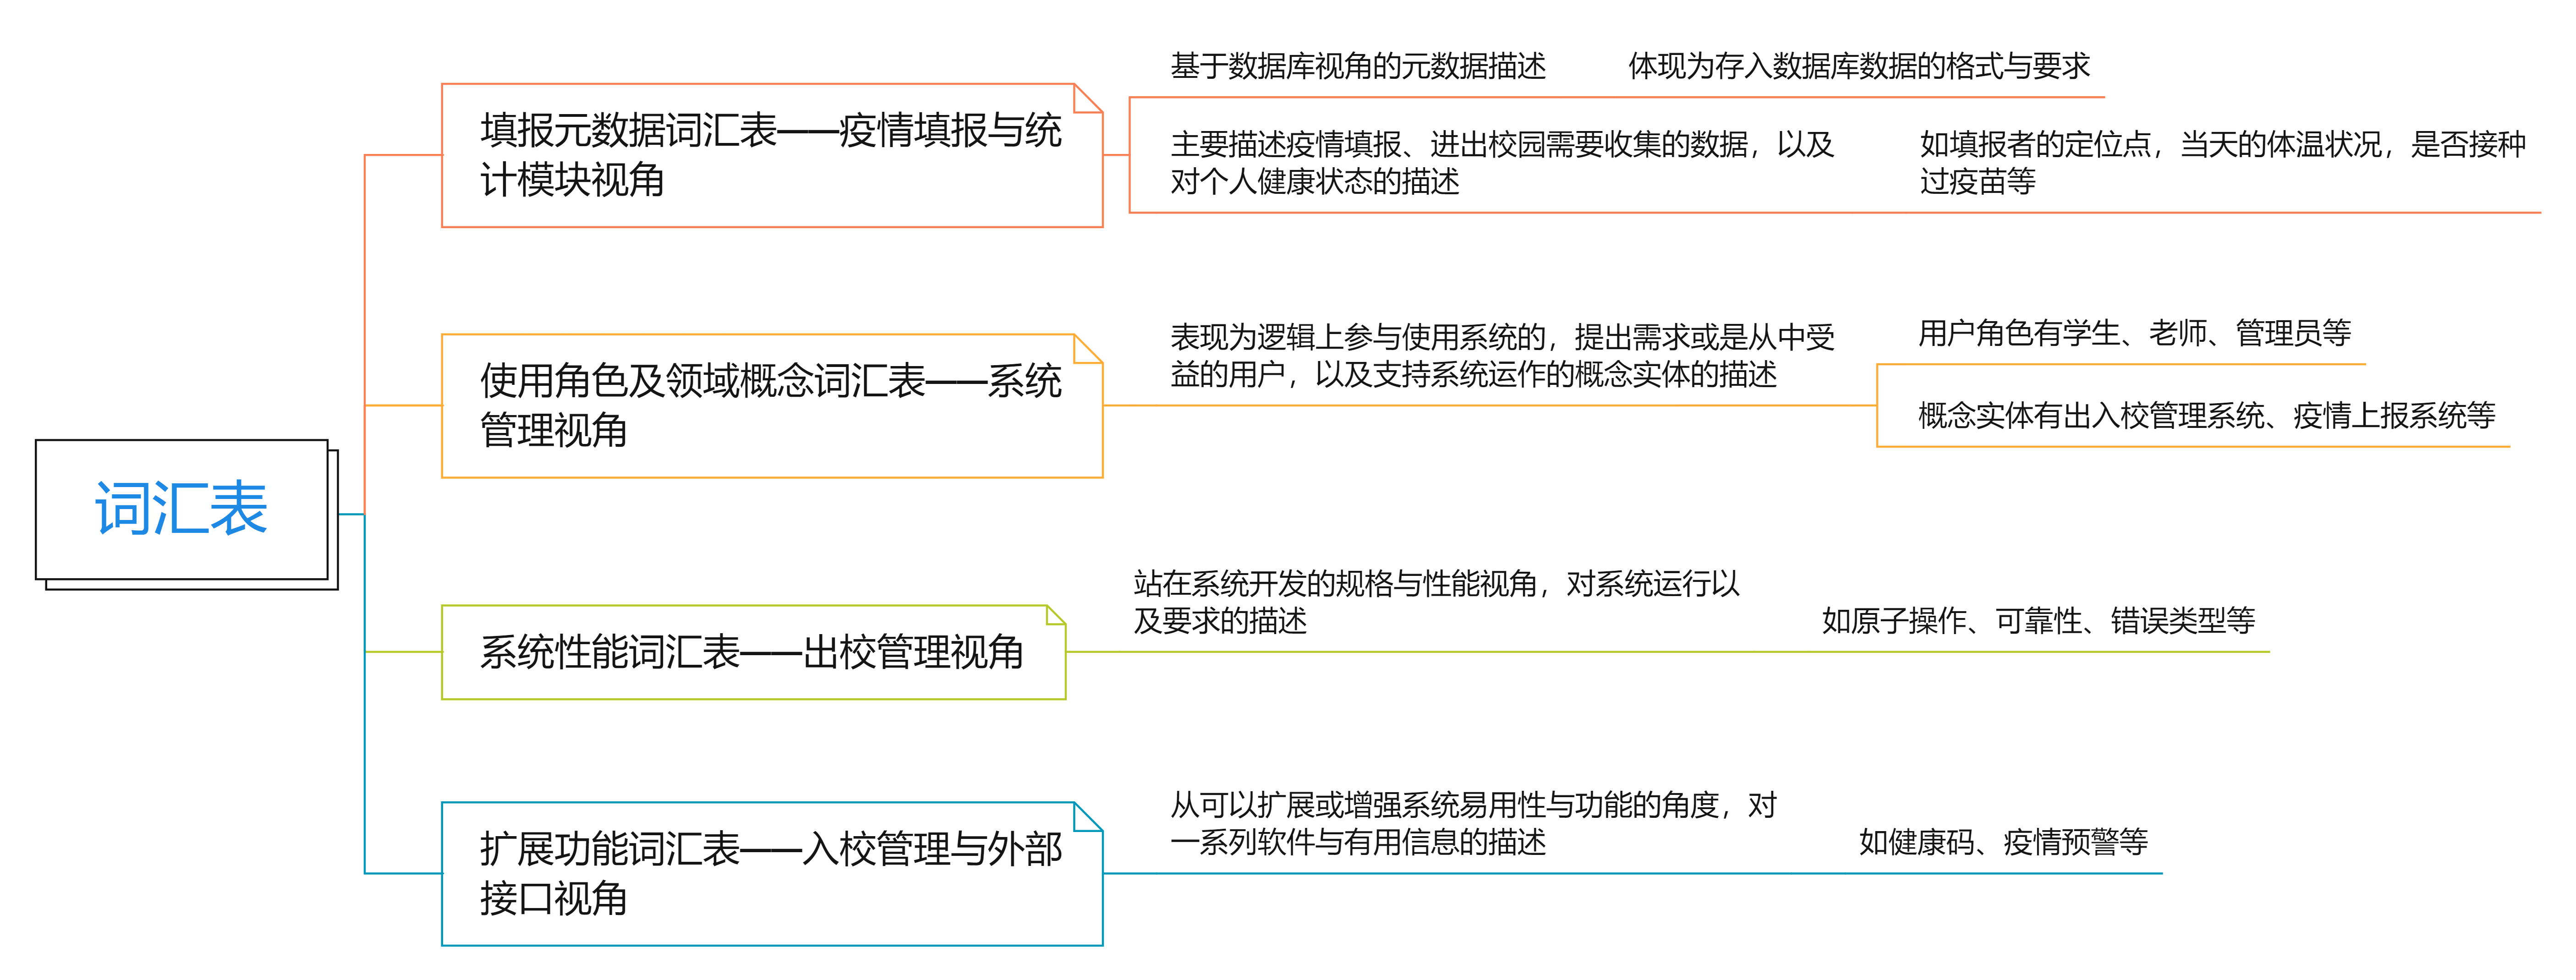 词汇表
填报元数据词汇表——疫情填报与统
计模块视角
基于数据库视角的元数据描述
体现为存入数据库数据的格式与要求
主要描述疫情填报、进出校园需要收集的数据，以及
对个人健康状态的描述
如填报者的定位点，当天的体温状况，是否接种
过疫苗等
使用角色及领域概念词汇表——系统
管理视角
表现为逻辑上参与使用系统的，提出需求或是从中受
益的用户，以及支持系统运作的概念实体的描述
用户角色有学生、老师、管理员等
概念实体有出入校管理系统、疫情上报系统等
系统性能词汇表——出校管理视角
站在系统开发的规格与性能视角，对系统运行以
及要求的描述
如原子操作、可靠性、错误类型等
扩展功能词汇表——入校管理与外部
接口视角
从可以扩展或增强系统易用性与功能的角度，对
一系列软件与有用信息的描述
如健康码、疫情预警等